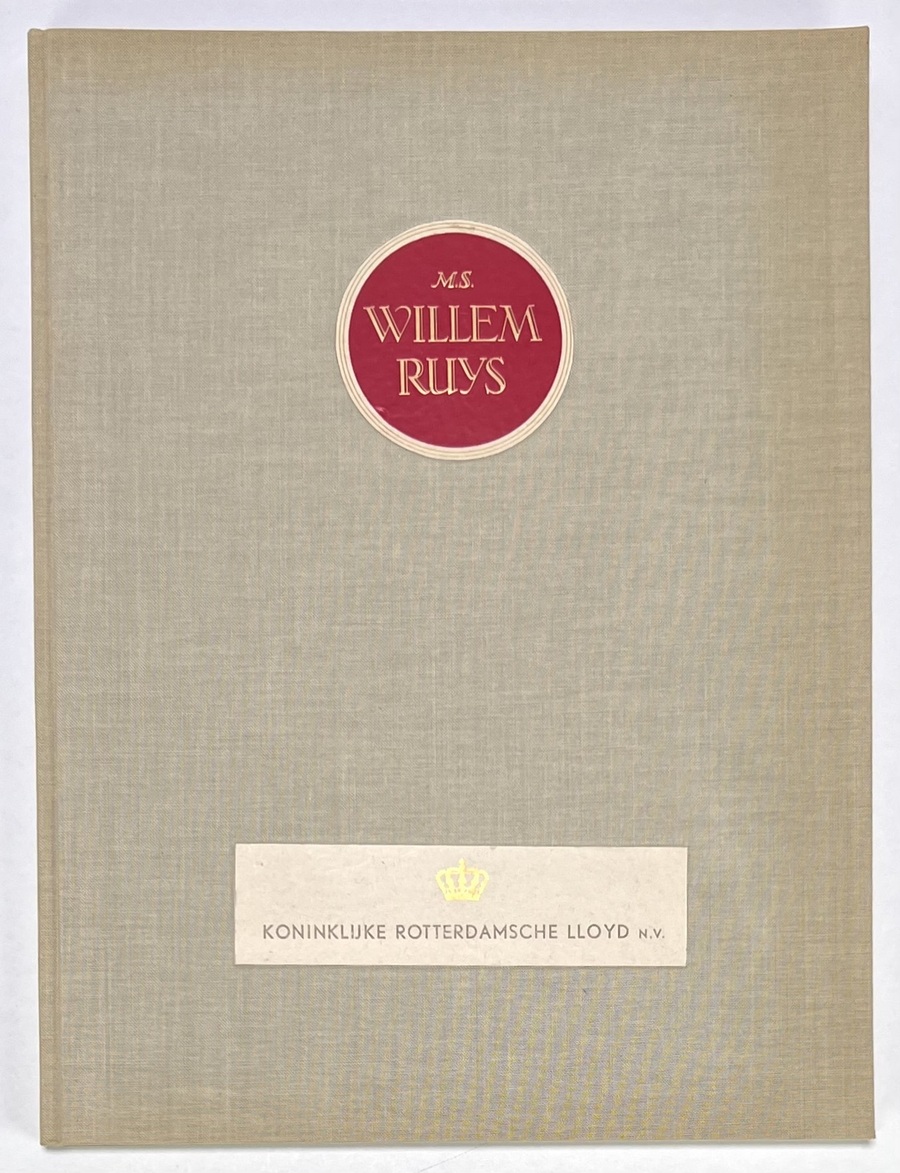 M.S.
WILLEM
RUYS
KONINKLIJKE ROTTERDAMSCHE LLOYD N.V.